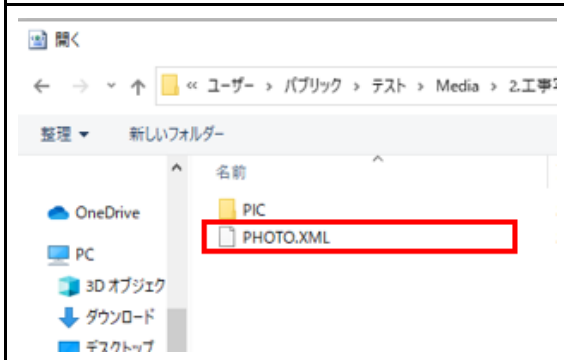 開く
« ユーザー › パブリック › テスト › Media › 2.工事
整理 ▼ 新しいフォルダー
名前
OneDrive
PIC
PHOTO.XML
PC
3D オブジェク
ダウンロード
デスクトップ